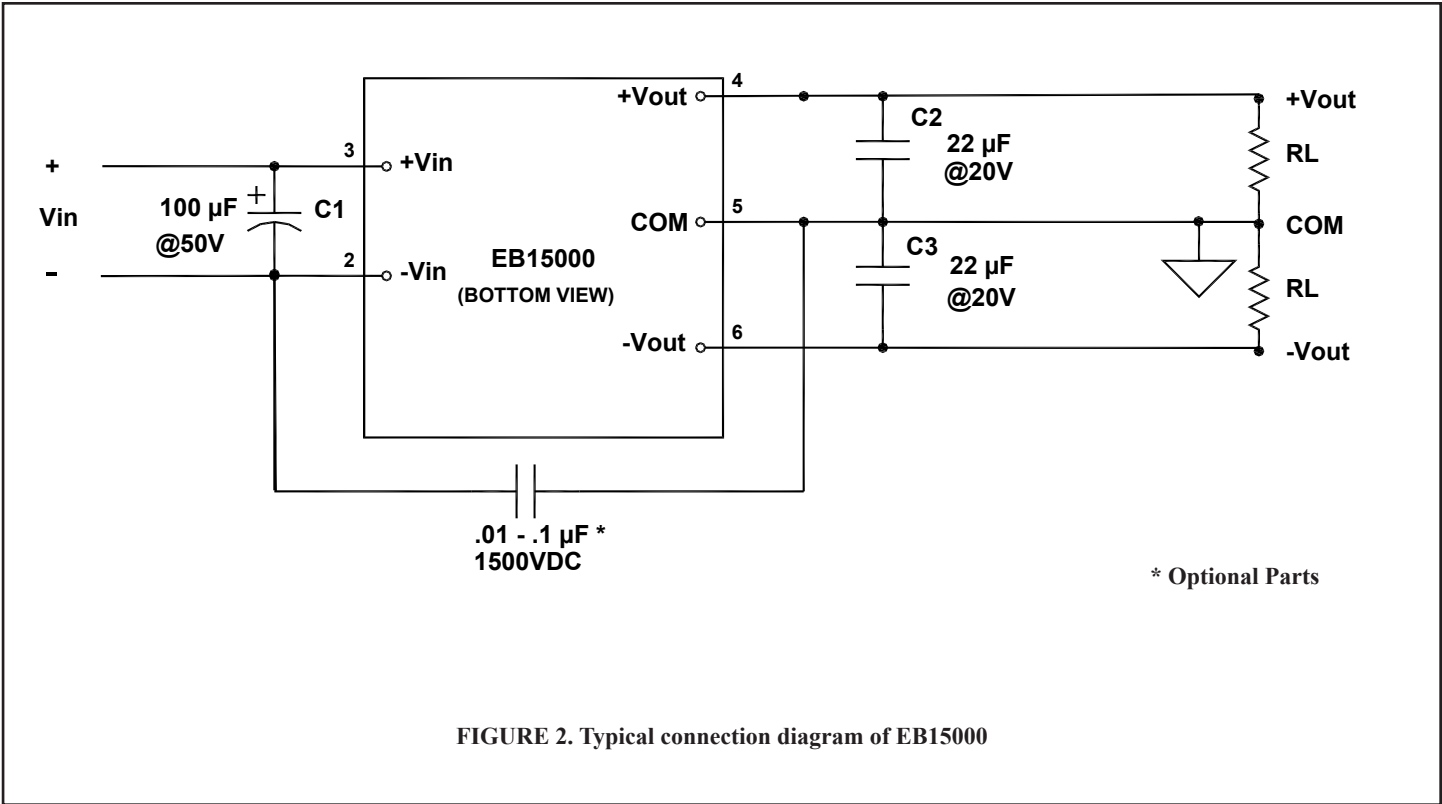 4
+Vout
+Vout
C2
22 µF
@20V
RL
3
+Vin
+
Vin
-
100 µF
@50V
+
C1
COM
5
COM
EB15000
(BOTTOM VIEW)
C3
22 µF
@20V
RL
2
-Vin
-Vout
6
-Vout
.01 - .1 µF *
1500VDC
* Optional Parts
FIGURE 2. Typical connection diagram of EB15000